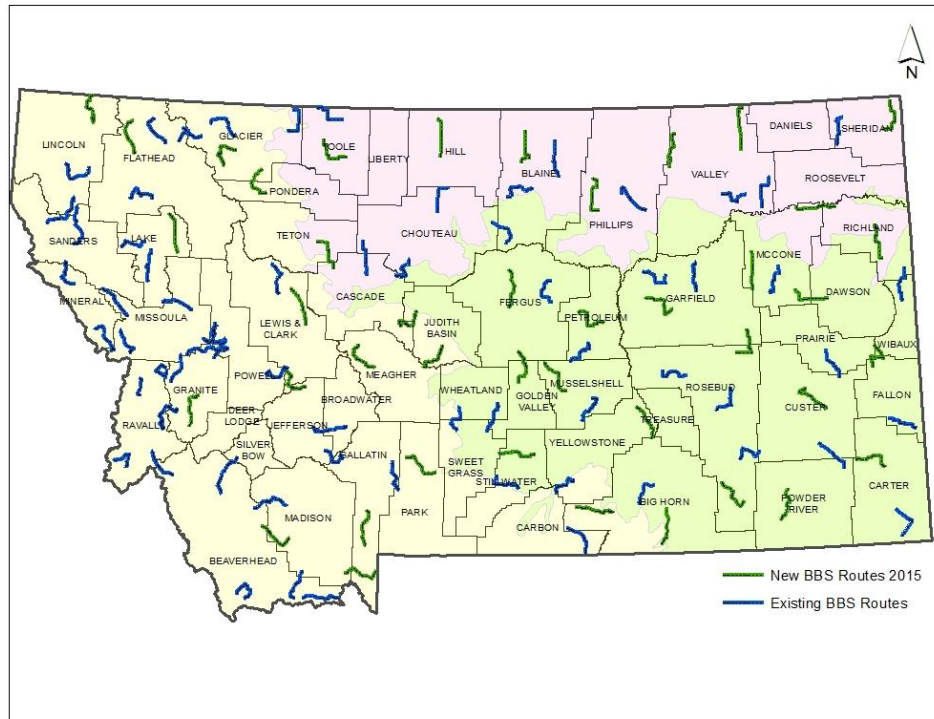 N
DANIELS
SHERIDAN
GLACIER
TOOLE
HILL
LINCOLN
FLATHEAD
LIBERTY
BLAINE
VALLEY
ROOSEVELT
PONDERA
PHILLIPS
RICHLAND
TETON
CHOUTEAU
SANDERS
LAKE
MCCONE
CASCADE
DAWSON
MINERAL
MISSOULA
FERGUS
GARFIELD
LEWIS &
CLARK
JUDITH
BASIN
PETROLEUM
PRAIRIE
WIBAUX
POWELL
MEAGHER
GRANITE
WHEATLAND
GOLDEN
VALLEY
MUSSELSHELL
ROSEBUD
BROADWATER
FALLON
CUSTER
DEER
LODGE
RAVALLI
JEFFERSON
TREASURE
SILVER
BOW
GALLATIN
YELLOWSTONE
SWEET
GRASS
STILLWATER
CARTER
BIG HORN
POWDER
RIVER
PARK
MADISON
CARBON
BEAVERHEAD
New BBS Routes 2015
Existing BBS Routes